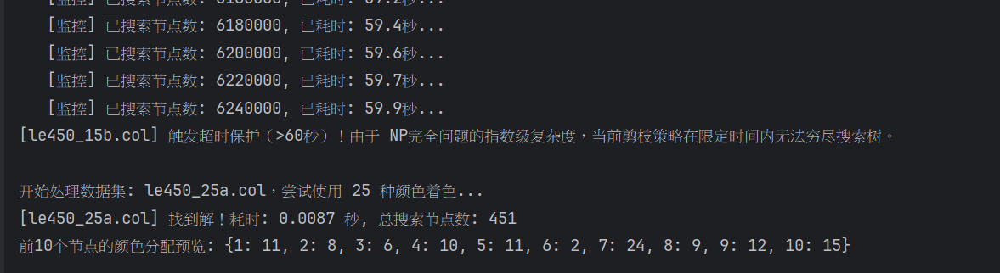 [监控] 已搜索节点数: 6180000, 已耗时: 59.4秒...
[监控] 已搜索节点数: 6200000, 已耗时: 59.6秒...
[监控] 已搜索节点数: 6220000, 已耗时: 59.7秒...
[监控] 已搜索节点数: 6240000, 已耗时: 59.9秒...
[le450_15b.col] 触发超时保护（>60秒）！由于 NP完全问题的指数级复杂度，当前剪枝策略在限定时间内无法穷尽搜索树。
开始处理数据集: le450_25a.col，尝试使用 25 种颜色着色...
[le450_25a.col] 找到解！耗时: 0.0087 秒, 总搜索节点数: 451
前10个节点的颜色分配预览: {1: 11, 2: 8, 3: 6, 4: 10, 5: 11, 6: 2, 7: 24, 8: 9, 9: 12, 10: 15}